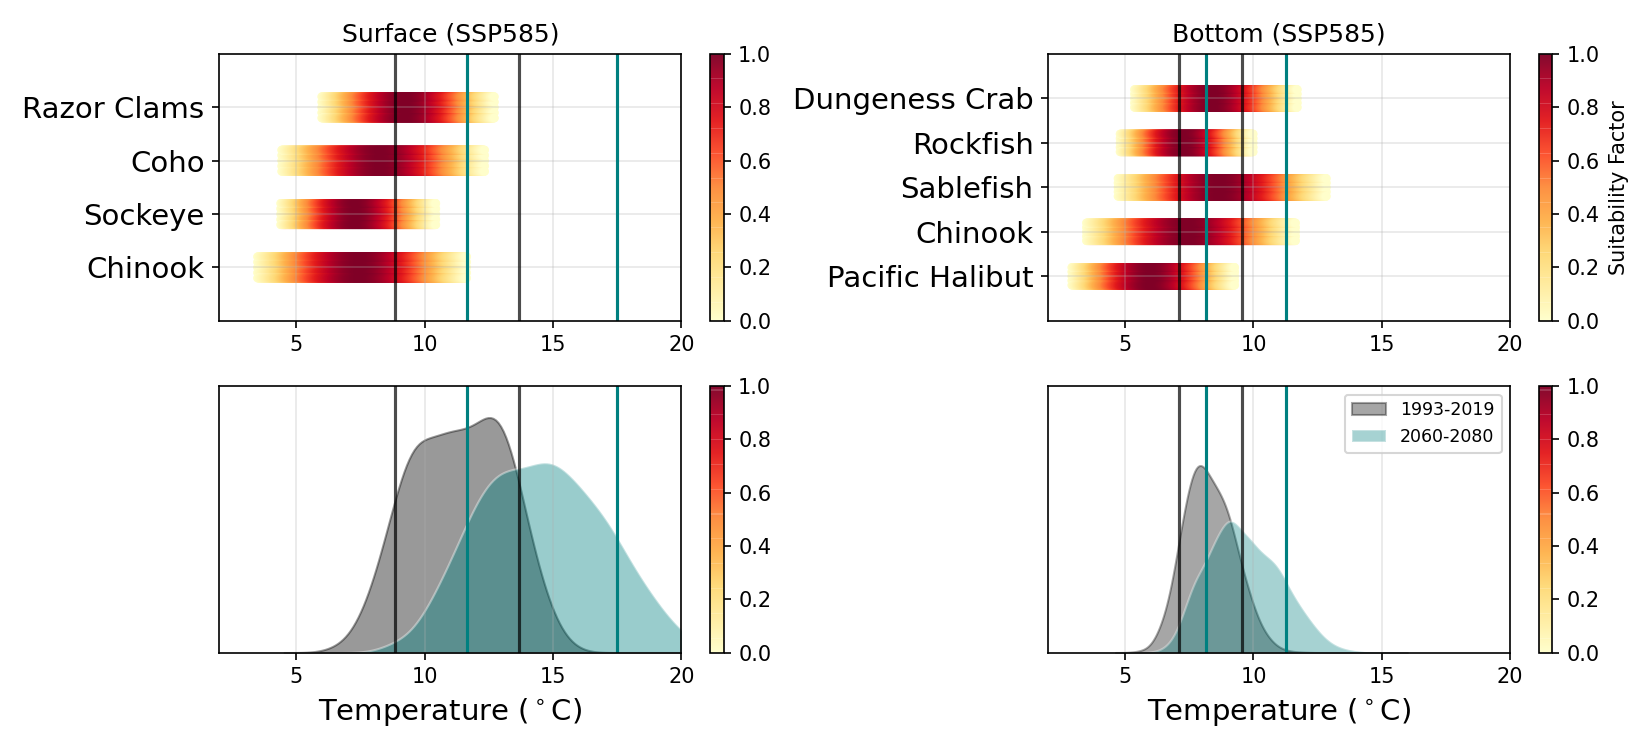 Surface (SSP585)
Razor Clams
Coho
Sockeye
Chinook
5 10 15 20
1.0
0.8
0.6
0.4
0.2
0.0
Bottom (SSP585)
Dungeness Crab
Rockfish
Sablefish
Chinook
Pacific Halibut
5 10 15 20
1.0
0.8
0.6
0.4
0.2
0.0
Suitability Factor
5 10 15 20
Temperature (°C)
1.0
0.8
0.6
0.4
0.2
0.0
1993-2019
2060-2080
5 10 15 20
Temperature (°C)
1.0
0.8
0.6
0.4
0.2
0.0